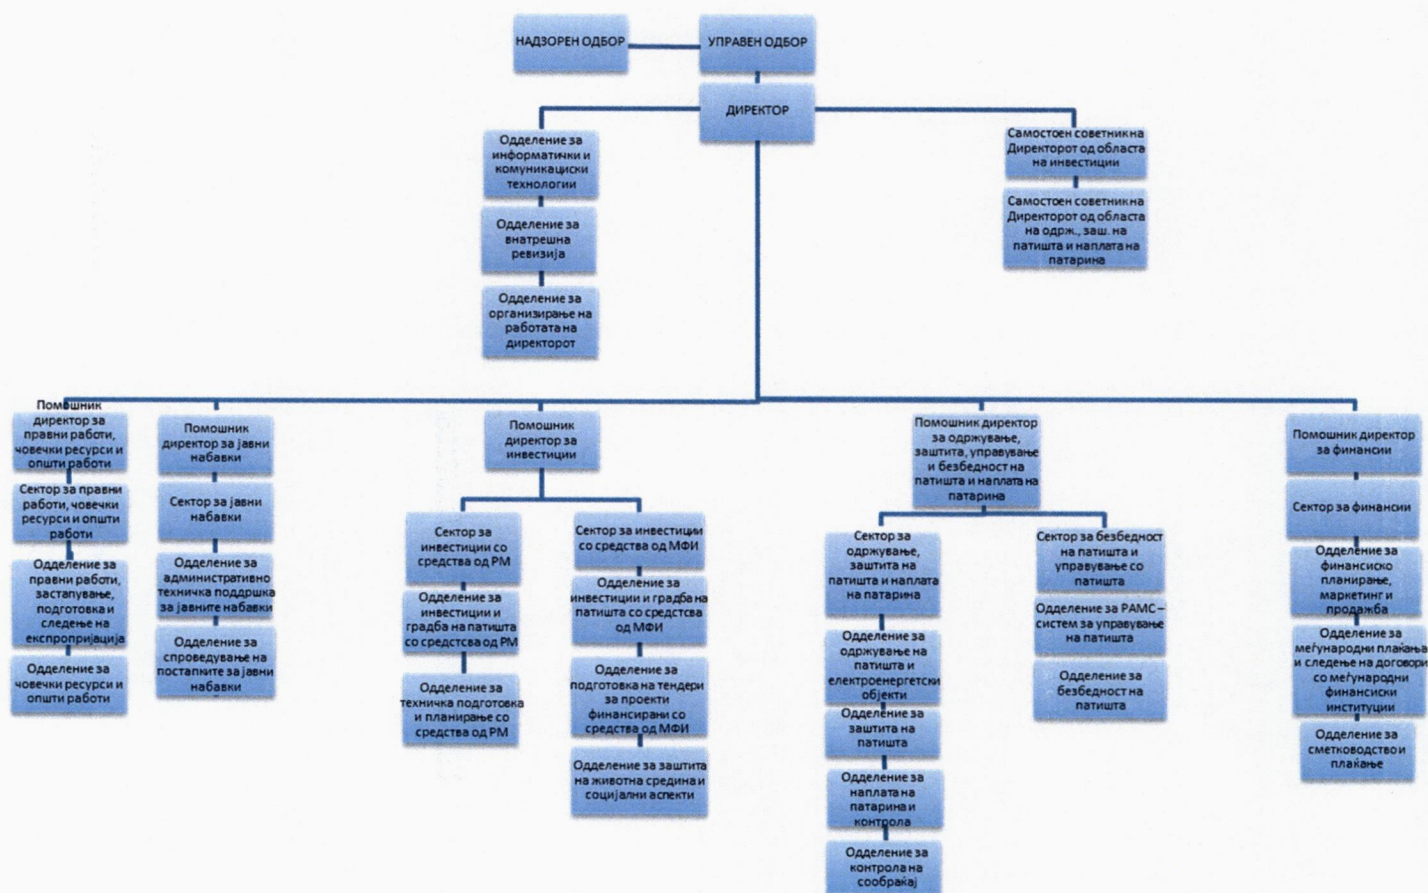 НАДЗОРЕН ОДБОР
УПРАВЕН ОДБОР
ДИРЕКТОР
Одделение за
информатички и
комуникациски
технологии
Одделение за
внатрешна
ревизија
Одделение за
организирање на
работата на
директорот
Самостоен советник на
Директорот од областа
на инвестиции
Самостоен советник на
Директорот од областа
на одрж., заш. на
патишта и наплата на
патарина
Помошник
директор за
правни работи,
човечки ресурси и
општи работи
Сектор за правни
работи, човечки
ресурси и општи
работи
Одделение за
правни работи,
застапување,
подготовка и
следење на
експропријација
Одделение за
човечки ресурси и
општи работи
Помошник
директор за јавни
набавки
Сектор за јавни
набавки
Одделение за
административно
техничка поддршка
за јавните набавки
Одделение за
спроведување на
постапките за јавни
набавки
Помошник
директор за
инвестиции
Сектор за
инвестиции со
средства од РМ
Одделение за
инвестиции и
градба на патишта
со средстсва од РМ
Одделение за
техничка подготовка
и планирање со
средства од РМ
Сектор за инвестиции
со средства од МФИ
Одделение за
инвестиции и градба на
патишта со средстсва
од МФИ
Одделение за
подготовка на тендери
за проекти
финансирани со
средства од МФИ
Одделение за заштита
на животна средина и
социјални аспекти
Помошник директор
за одржување,
заштита, управување
и безбедност на
патишта и наплата на
патарина
Сектор за
одржување,
заштита на
патишта и наплата
на патарина
Одделение за
одржување на
патишта и
електроенергетски
објекти
Одделение за
заштита на
патишта
Одделение за
наплата на
патарина и
контрола
Одделение за
контрола на
сообраќај
Сектор за безбедност
на патишта и
управување со
патишта
Одделение за РАМС –
систем за управување
на патишта
Одделение за
безбедност на
патишта
Помошник директор
за финансии
Сектор за финансии
Одделение за
финансиско
планирање,
маркетинг и
продажба
Одделение за
меѓународни плаќања
и следење на договори
со меѓународни
финансиски
институции
Одделение за
сметководство и
плаќање